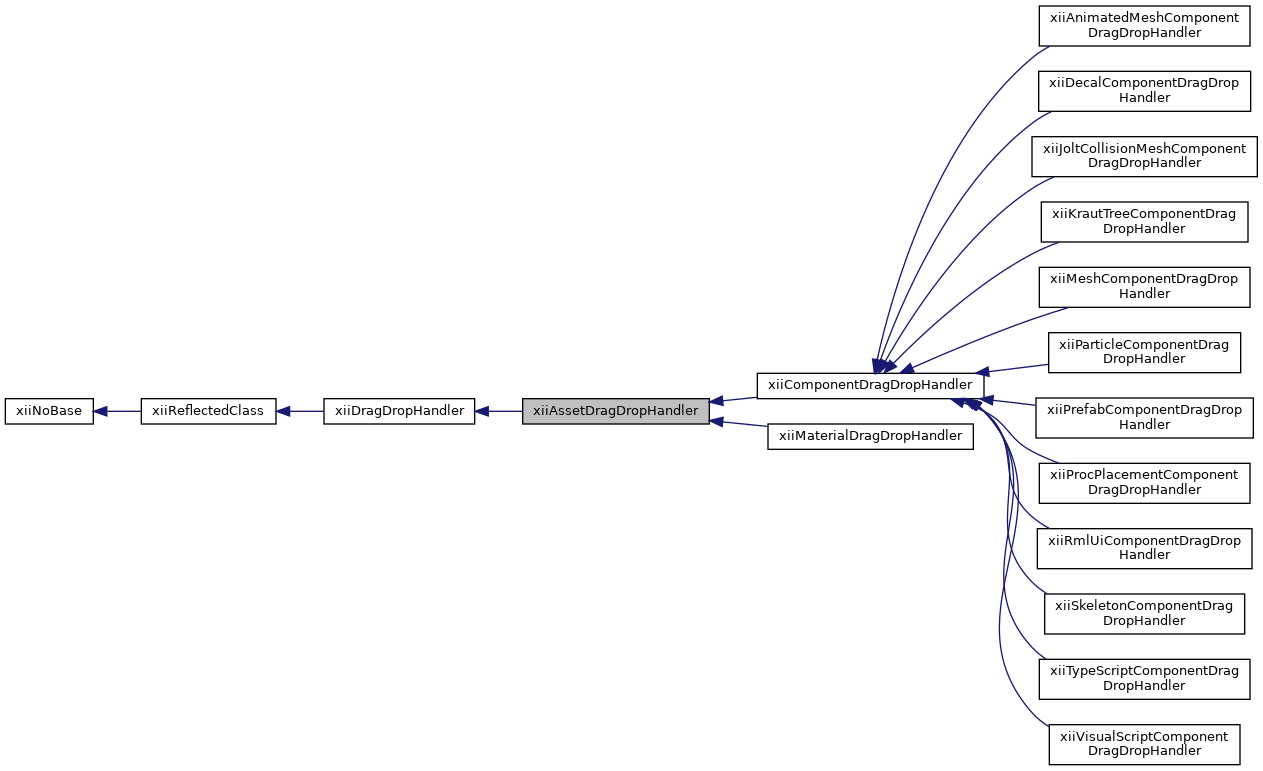 xiiAnimatedMeshComponent
DragDropHandler
xiiDecalComponentDragDrop
Handler
xiiJoltCollisionMeshComponent
DragDropHandler
xiiKrautTreeComponentDrag
DropHandler
xiiMeshComponentDragDrop
Handler
xiiParticleComponentDrag
DropHandler
xiiComponentDragDropHandler
xiiNoBase
xiiReflectedClass
xiiDragDropHandler
xiiAssetDragDropHandler
xiiPrefabComponentDragDrop
Handler
xiiMaterialDragDropHandler
xiiProcPlacementComponent
DragDropHandler
xiiRmlUiComponentDragDrop
Handler
xiiSkeletonComponentDrag
DropHandler
xiiTypeScriptComponentDrag
DropHandler
xiiVisualScriptComponent
DragDropHandler